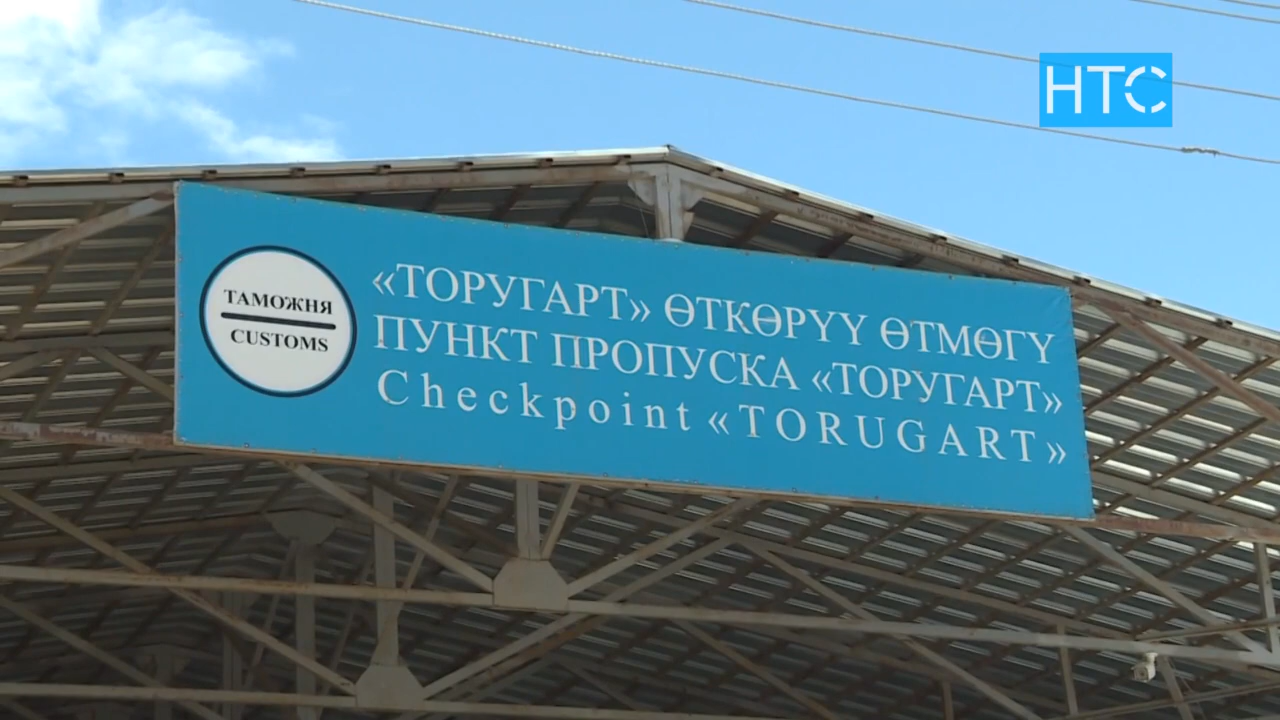 НТС
ТАМОЖНЯ
CUSTOMS
«ТОРУГАРТ» ӨТКӨРҮҮ ӨТМӨГҮ
ПУНКТ ПРОПУСКА «ТОРУГАРТ»
Checkpoint «TORUGART»